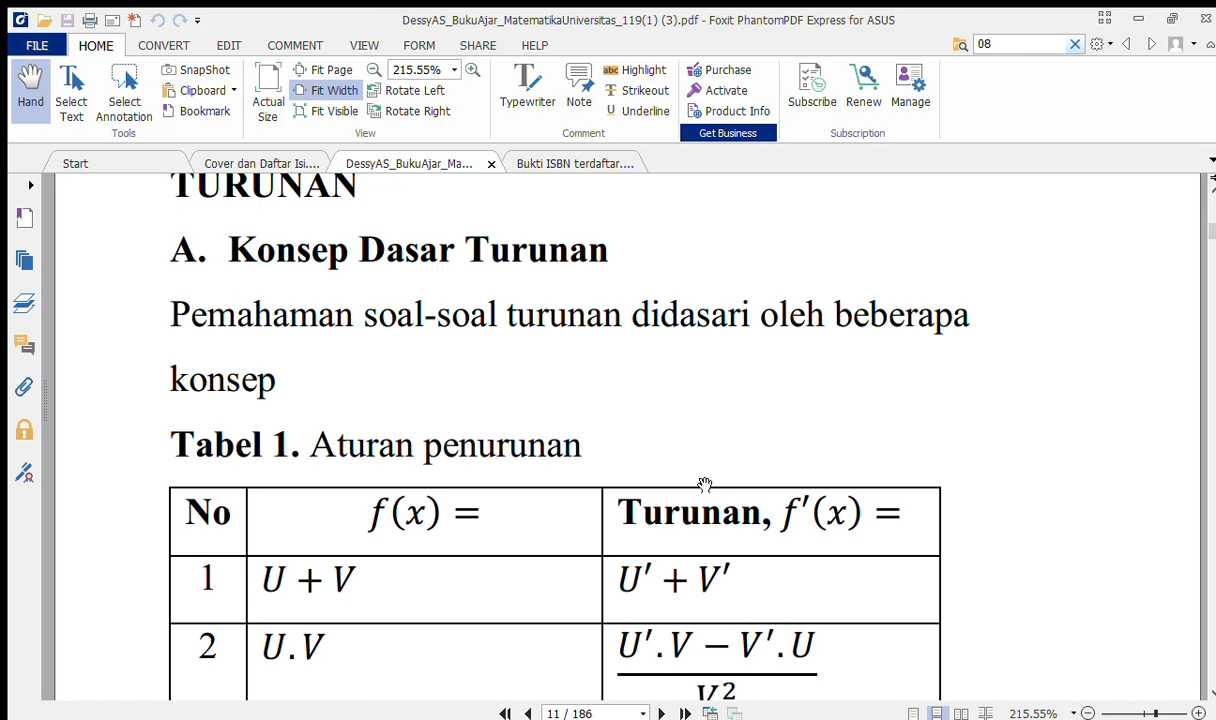 DessyAS_BukuAjar_MatematikaUniversitas_119(1) (3).pdf - Foxit PhantomPDF Express for ASUS
FILE HOME CONVERT EDIT COMMENT VIEW FORM SHARE HELP 08
Hand
Select Text
Select Annotation
SnapShot
Clipboard
Bookmark
Tools
Actual Size
Fit Page
Fit Width
Fit Visible
215.55%
Rotate Left
Rotate Right
View
Typewriter
Note
abc Highlight
T Strikeout
U Underline
Comment
Purchase
Activate
Product Info
Get Business
Subscribe
Renew
Manage
Subscription
Start Cover dan Daftar Isi.... DessyAS_BukuAjar_Ma... Bukti ISBN terdaftar....
TURUNAN
A. Konsep Dasar Turunan
Pemahaman soal-soal turunan didasari oleh beberapa
konsep
Tabel 1. Aturan penurunan
No f(x) = Turunan, f′(x) =
1 U + V U′ + V′
2 U.V U′.V − V′.U
V2
11 / 186 215.55%